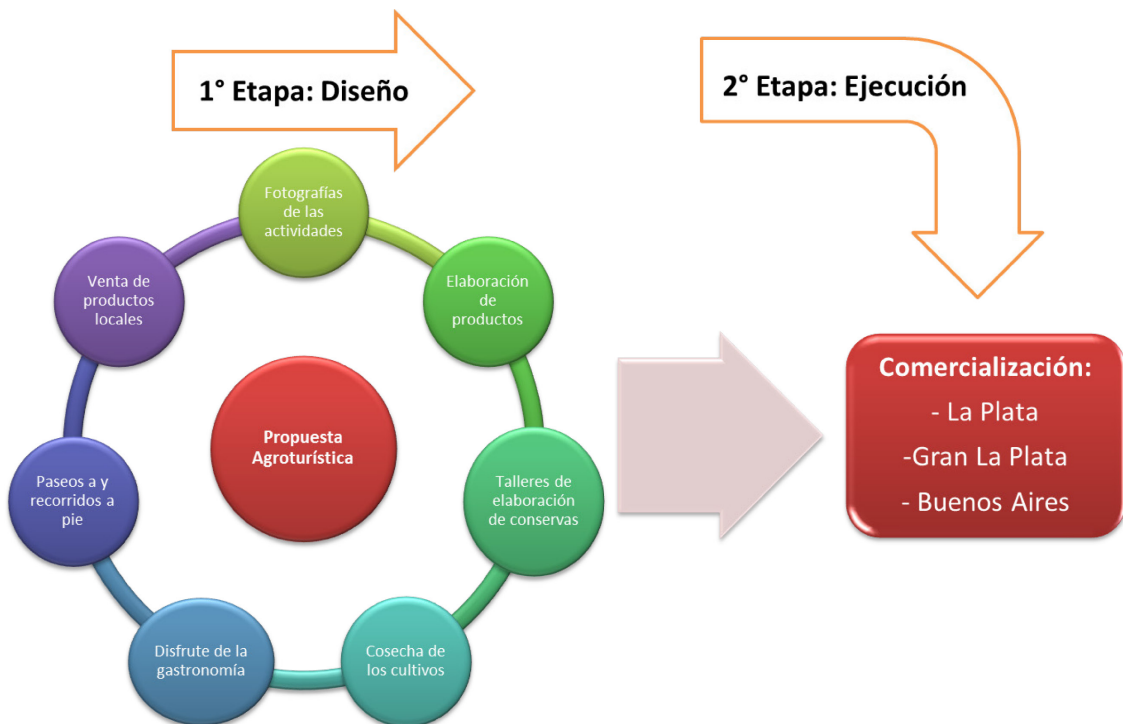 1° Etapa: Diseño
2° Etapa: Ejecución
Fotografías
de las
actividades
Elaboración
de
productos
Talleres de
elaboración
de conservas
Cosecha de
los cultivos
Disfrute de la
gastronomía
Paseos a y
recorridos a
pie
Venta de
productos
locales
Propuesta
Agroturística
Comercialización:
- La Plata
-Gran La Plata
- Buenos Aires